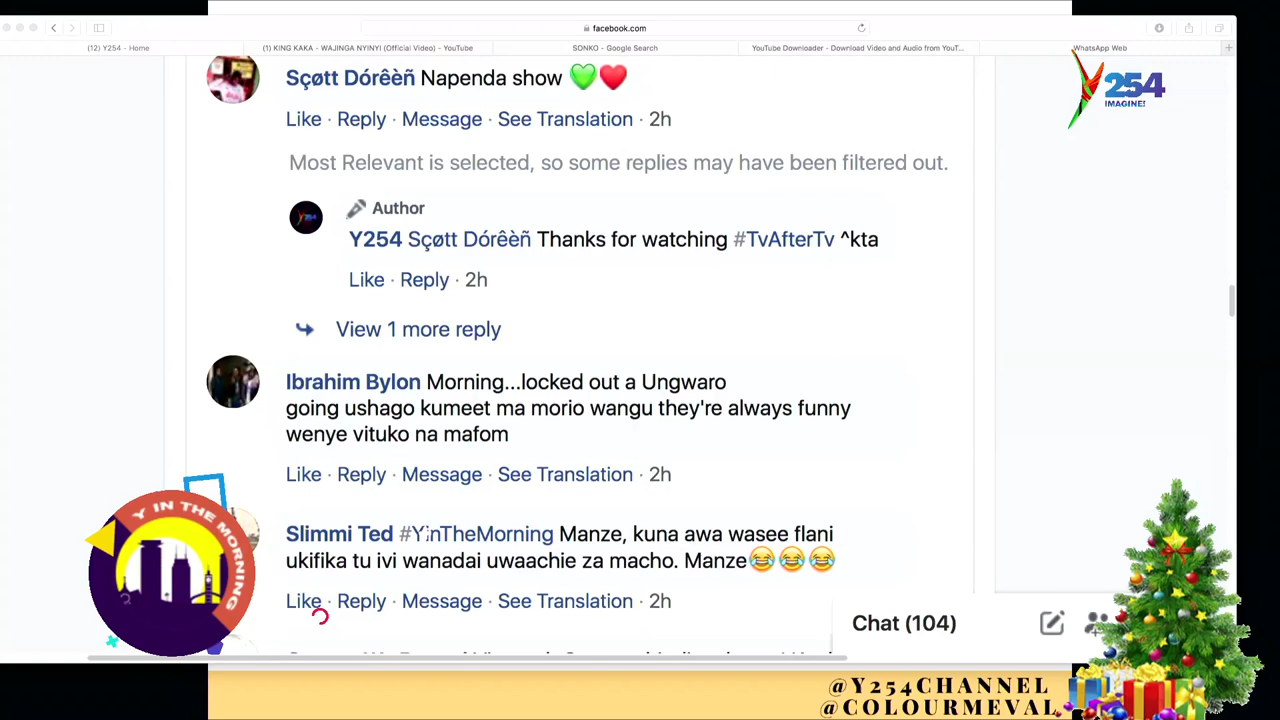 facebook.com
(12) Y254 - Home
(1) KING KAKA - WAJINGA NYINYI (Official Video) - YouTube
SONKO - Google Search
YouTube Downloader - Download Video and Audio from YouT...
WhatsApp Web
254
IMAGINE!
Sçøtt Dórêèñ Napenda show 💚❤️
Like · Reply · Message · See Translation · 2h
Most Relevant is selected, so some replies may have been filtered out.
Author
Y254 Sçøtt Dórêèñ Thanks for watching #TvAfterTv ^kta
Like · Reply · 2h
View 1 more reply
Ibrahim Bylon Morning...locked out a Ungwaro
going ushago kumeet ma morio wangu they're always funny
wenye vituko na mafom
Like · Reply · Message · See Translation · 2h
Slimmi Ted #YinTheMorning Manze, kuna awa wasee flani
ukifika tu ivi wanadai uwaachie za macho. Manze😂😂😂
Like · Reply · Message · See Translation · 2h
Y IN THE MORNING
Chat (104)
@Y254CHANNEL
@COLOURMEVAL